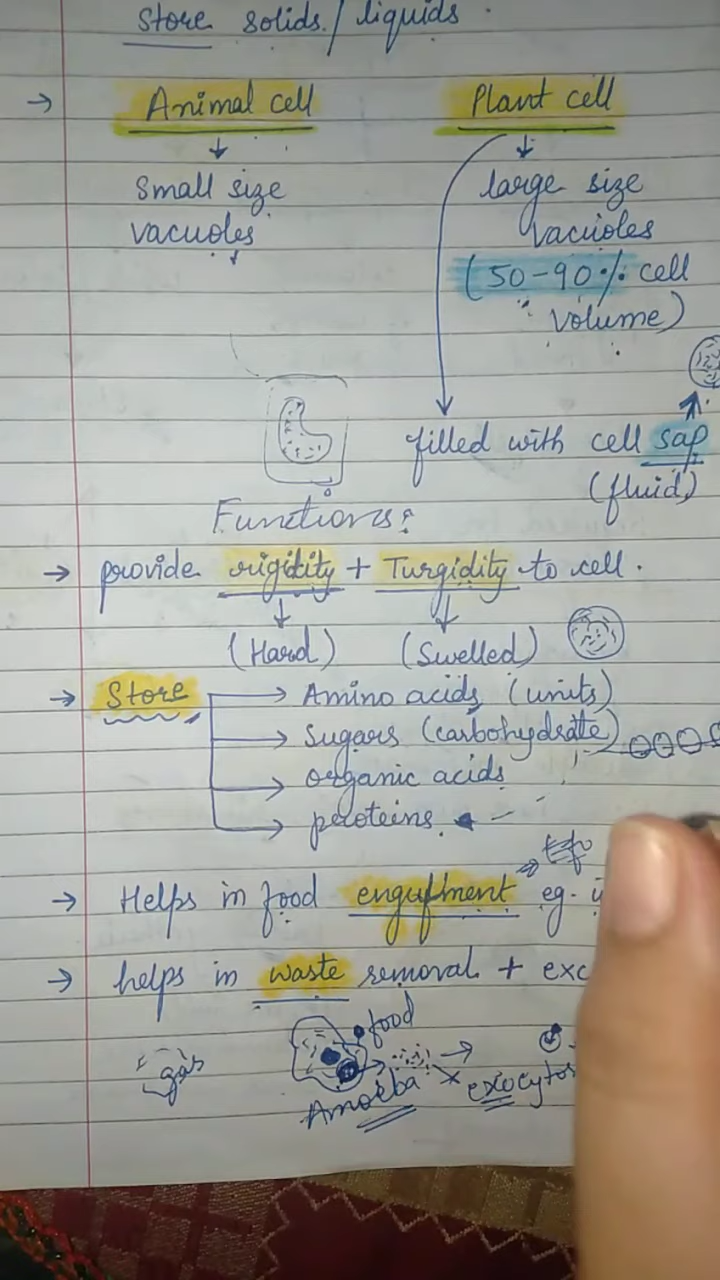 Store solids / liquids.
→ Animal cell
↓
Small size
vacuoles
Plant cell
↓
large size
vacuoles
(50-90% cell
volume)
filled with cell sap
(fluid)
Functions:
→ provide rigidity + Turgidity to cell.
↓ ↓
(Hard) (Swelled)
→ Store → Amino acids (units)
→ Sugars (carbohydrate)
→ organic acids
→ proteins
→ Helps in food engulfment eg.
→ helps in waste removal + exc
food
gas
Amoeba
exocytos